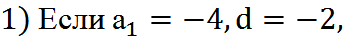 1) Если a₁ = −4, d = −2,